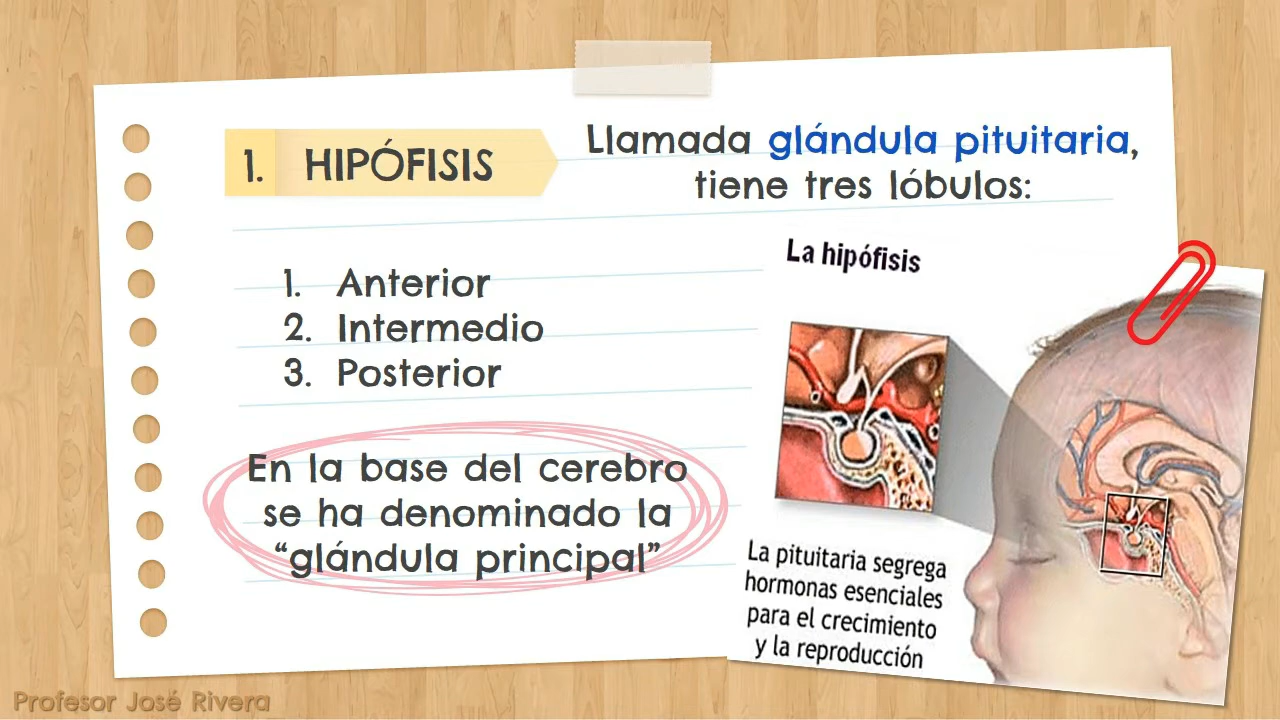 1. HIPÓFISIS
Llamada glándula pituitaria,
tiene tres lóbulos:
1. Anterior
2. Intermedio
3. Posterior
En la base del cerebro
se ha denominado la
“glándula principal”
La hipófisis
La pituitaria segrega
hormonas esenciales
para el crecimiento
y la reproducción
Profesor José Rivera